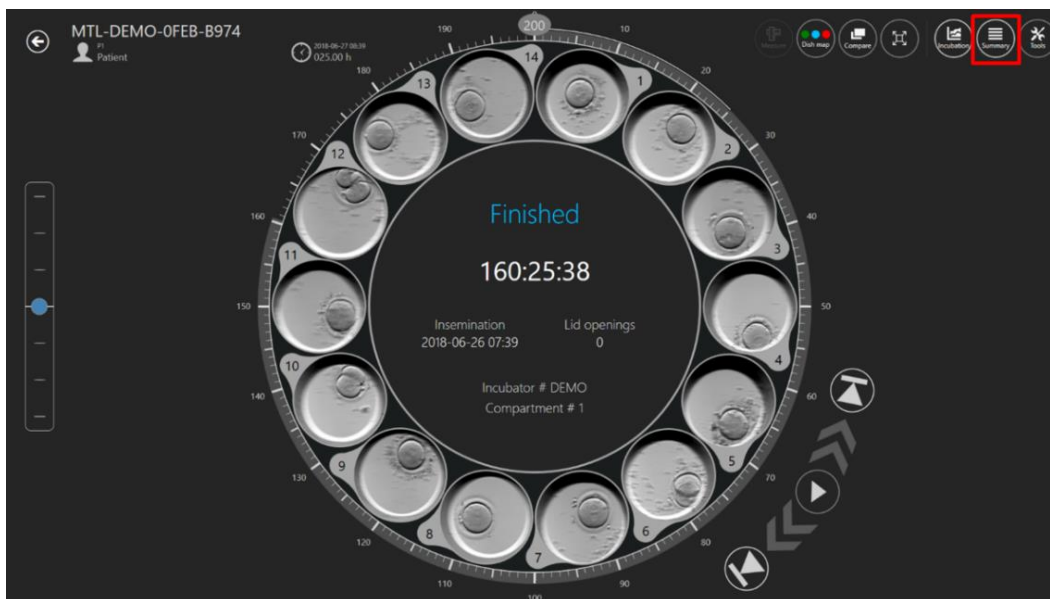 MTL-DEMO-0FEB-B974
P1
Patient
2018-06-27 08:39
025.00 h
Measure
Dish map
Compare
Incubation
Summary
Tools
200
10
20
30
40
50
60
70
80
90
100
110
120
130
140
150
160
170
180
190
1
2
3
4
5
6
7
8
9
10
11
12
13
14
Finished
160:25:38
Insemination
Lid openings
2018-06-26 07:39
0
Incubator # DEMO
Compartment # 1